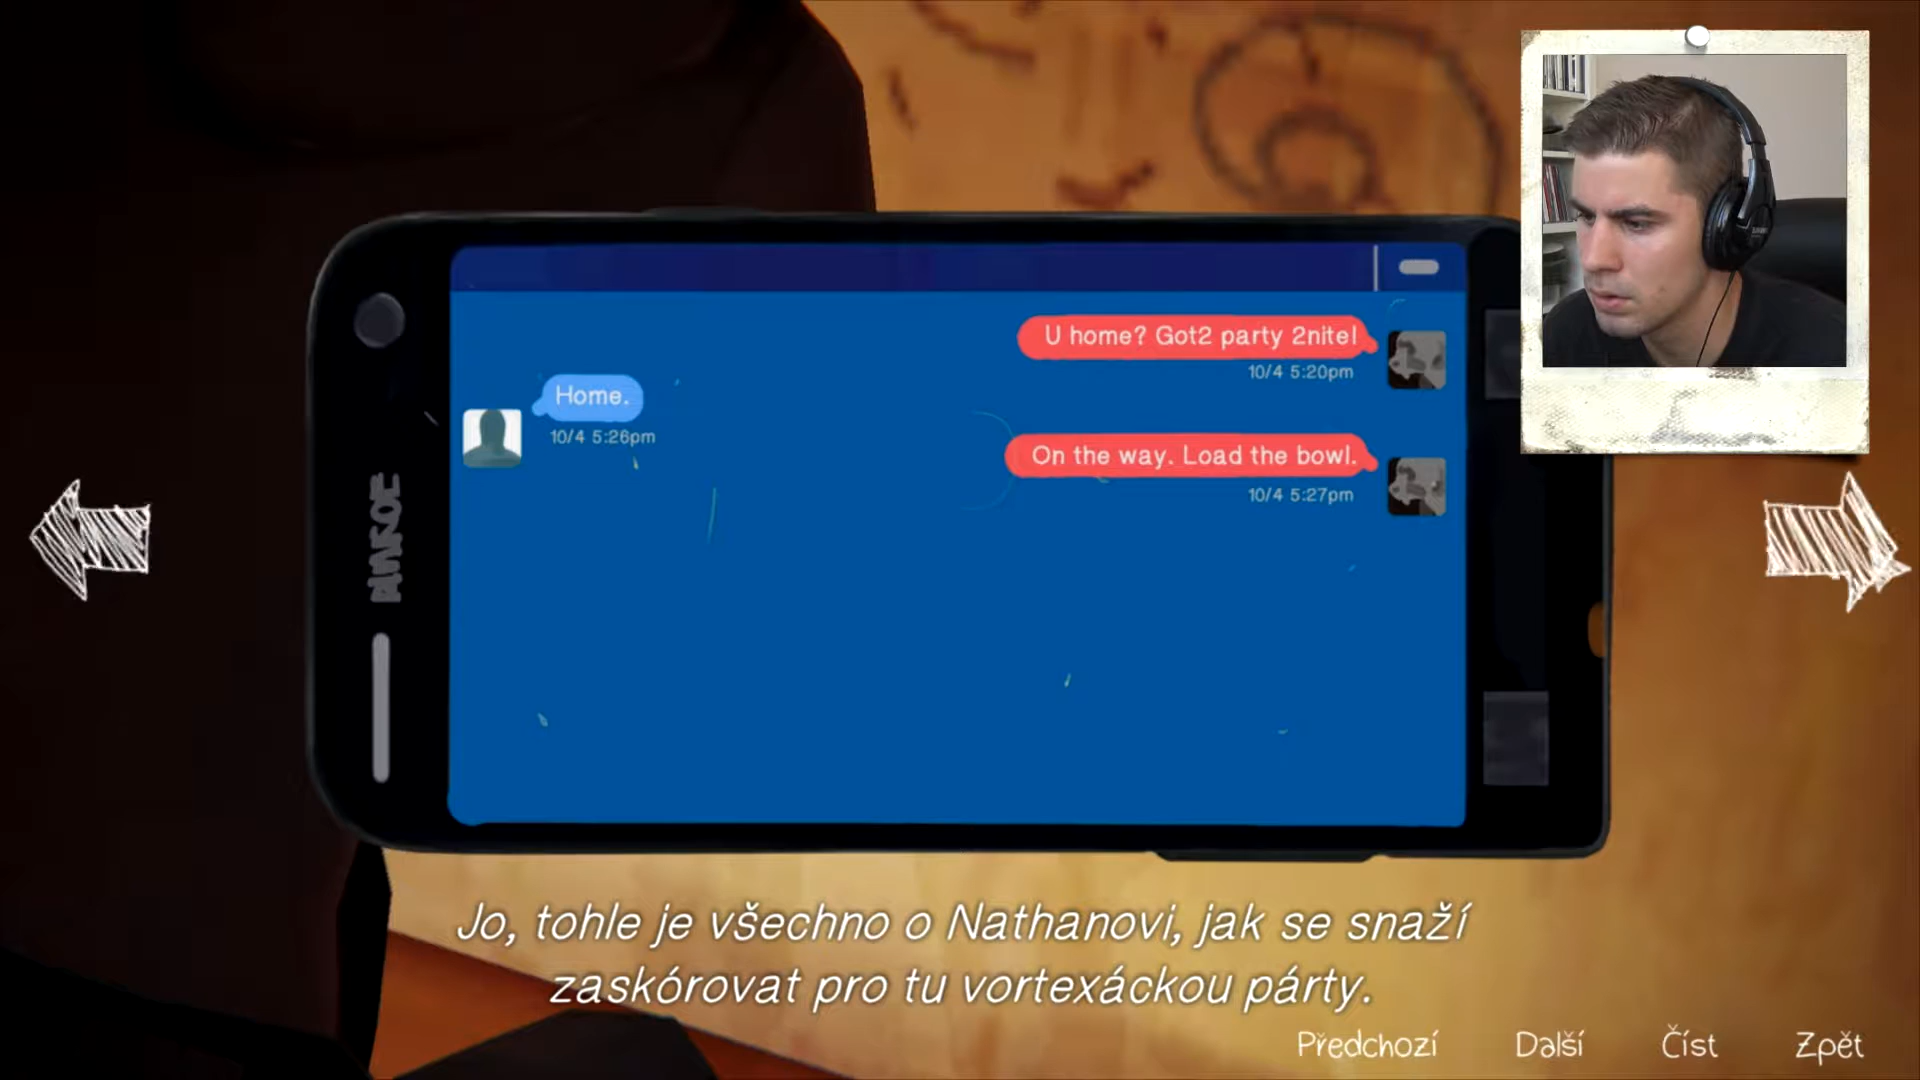 U home? Got2 party 2nite!
10/4 5:20pm
Home.
10/4 5:26pm
On the way. Load the bowl.
10/4 5:27pm
Jo, tohle je všechno o Nathanovi, jak se snaží
zaskórovat pro tu vortexáckou párty.
Předchozí
Další
Číst
Zpět